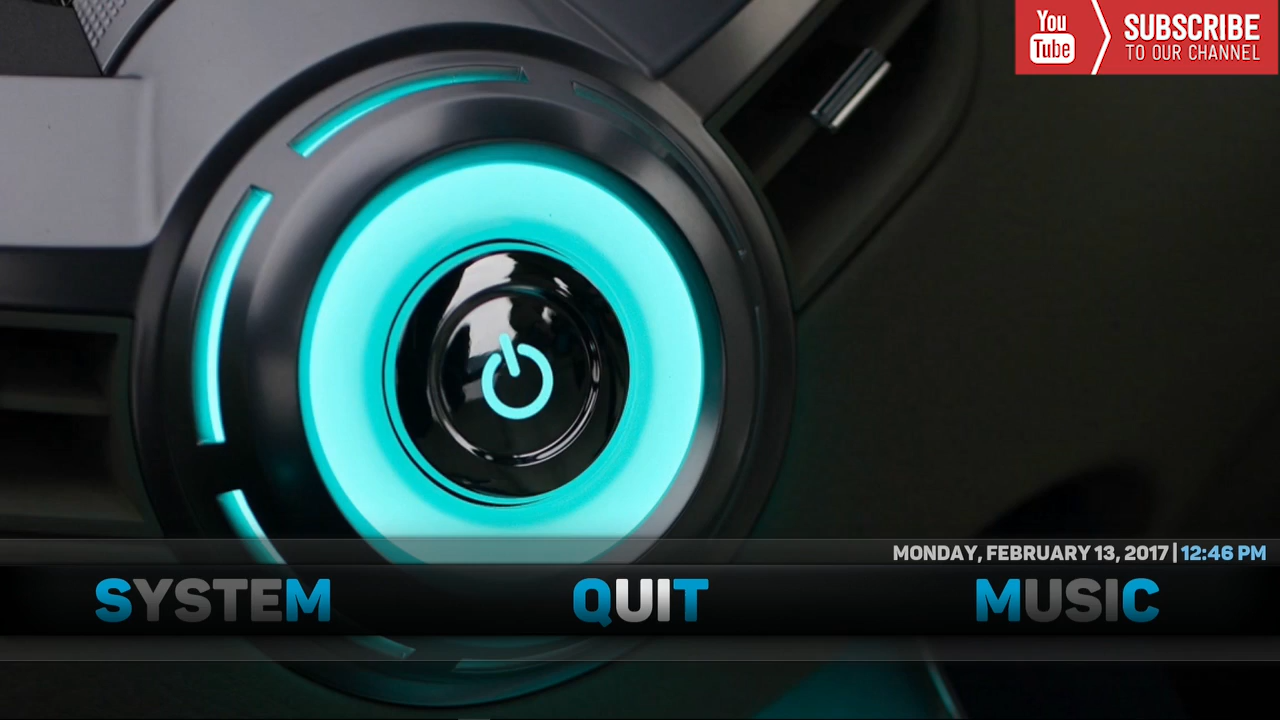 You
Tube
SUBSCRIBE
TO OUR CHANNEL
MONDAY, FEBRUARY 13, 2017 | 12:46 PM
SYSTEM QUIT MUSIC